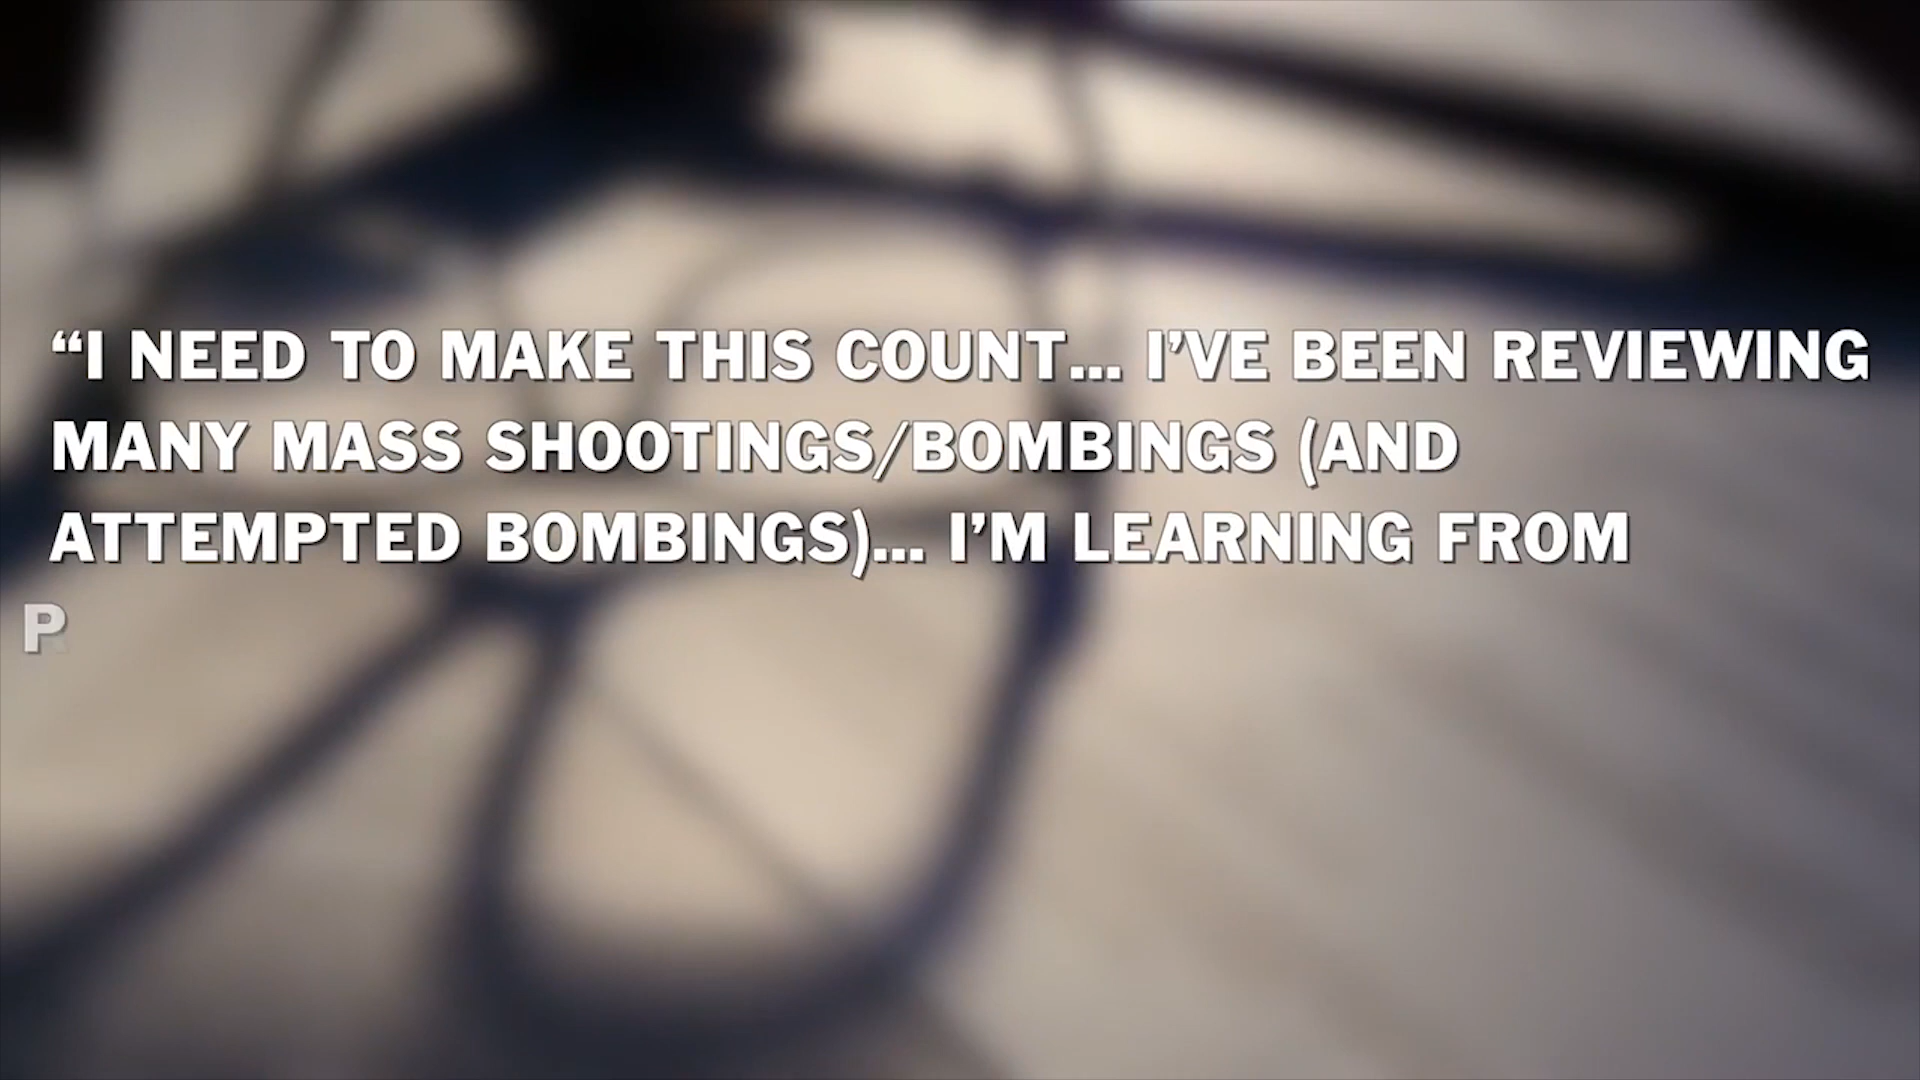 “I NEED TO MAKE THIS COUNT... I’VE BEEN REVIEWING
MANY MASS SHOOTINGS/BOMBINGS (AND
ATTEMPTED BOMBINGS)... I’M LEARNING FROM
P